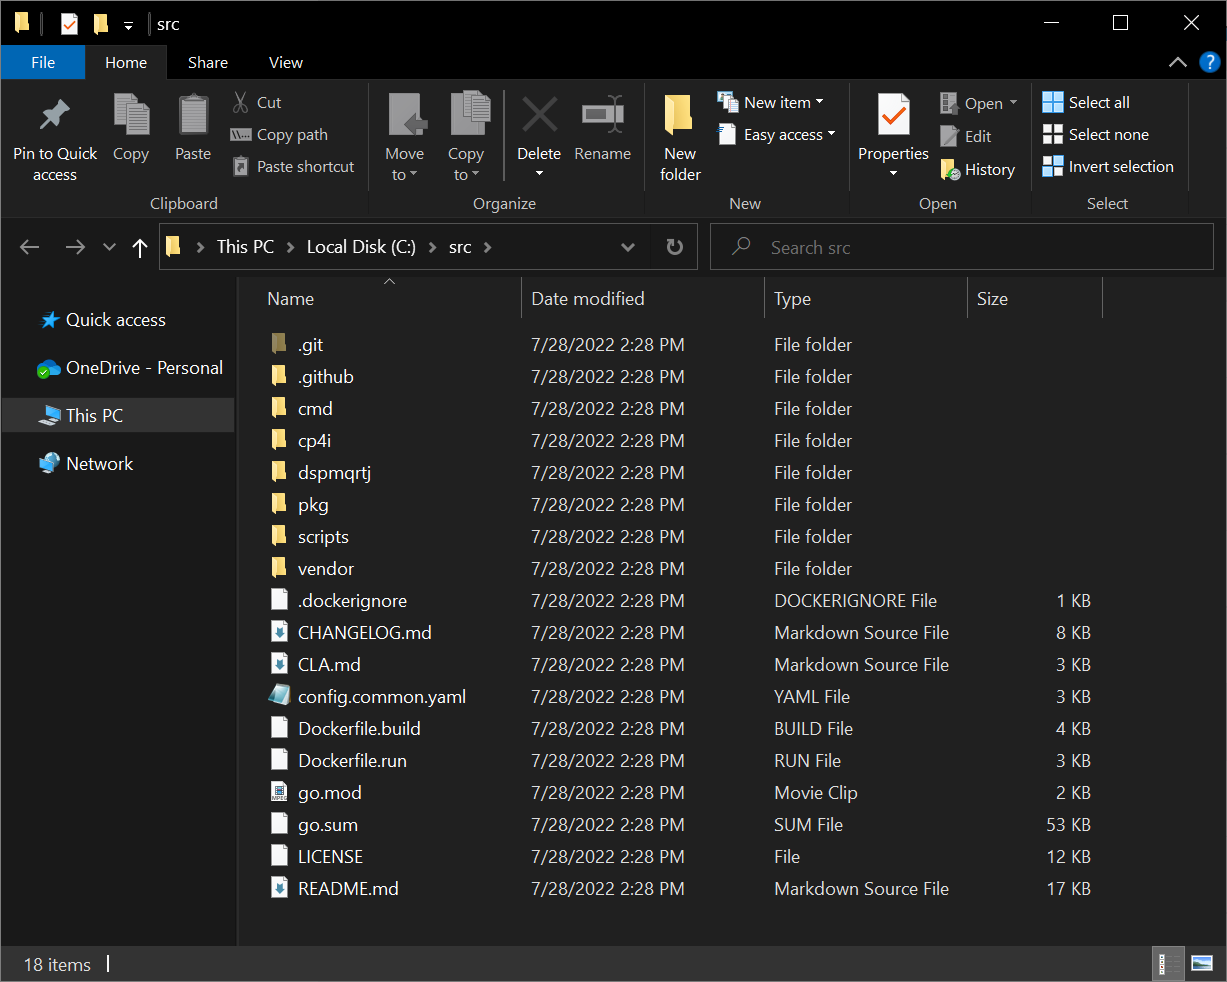 src
File Home Share View
Pin to Quick access
Copy
Paste
Cut
Copy path
Paste shortcut
Clipboard
Move to
Copy to
Delete
Rename
Organize
New folder
New item
Easy access
New
Properties
Open
Edit
History
Open
Select all
Select none
Invert selection
Select
This PC Local Disk (C:) src
Search src
Quick access
OneDrive - Personal
This PC
Network
Name Date modified Type Size
.git 7/28/2022 2:28 PM File folder
.github 7/28/2022 2:28 PM File folder
cmd 7/28/2022 2:28 PM File folder
cp4i 7/28/2022 2:28 PM File folder
dspmqrtj 7/28/2022 2:28 PM File folder
pkg 7/28/2022 2:28 PM File folder
scripts 7/28/2022 2:28 PM File folder
vendor 7/28/2022 2:28 PM File folder
.dockerignore 7/28/2022 2:28 PM DOCKERIGNORE File 1 KB
CHANGELOG.md 7/28/2022 2:28 PM Markdown Source File 8 KB
CLA.md 7/28/2022 2:28 PM Markdown Source File 3 KB
config.common.yaml 7/28/2022 2:28 PM YAML File 3 KB
Dockerfile.build 7/28/2022 2:28 PM BUILD File 4 KB
Dockerfile.run 7/28/2022 2:28 PM RUN File 3 KB
go.mod 7/28/2022 2:28 PM Movie Clip 2 KB
go.sum 7/28/2022 2:28 PM SUM File 53 KB
LICENSE 7/28/2022 2:28 PM File 12 KB
README.md 7/28/2022 2:28 PM Markdown Source File 17 KB
18 items